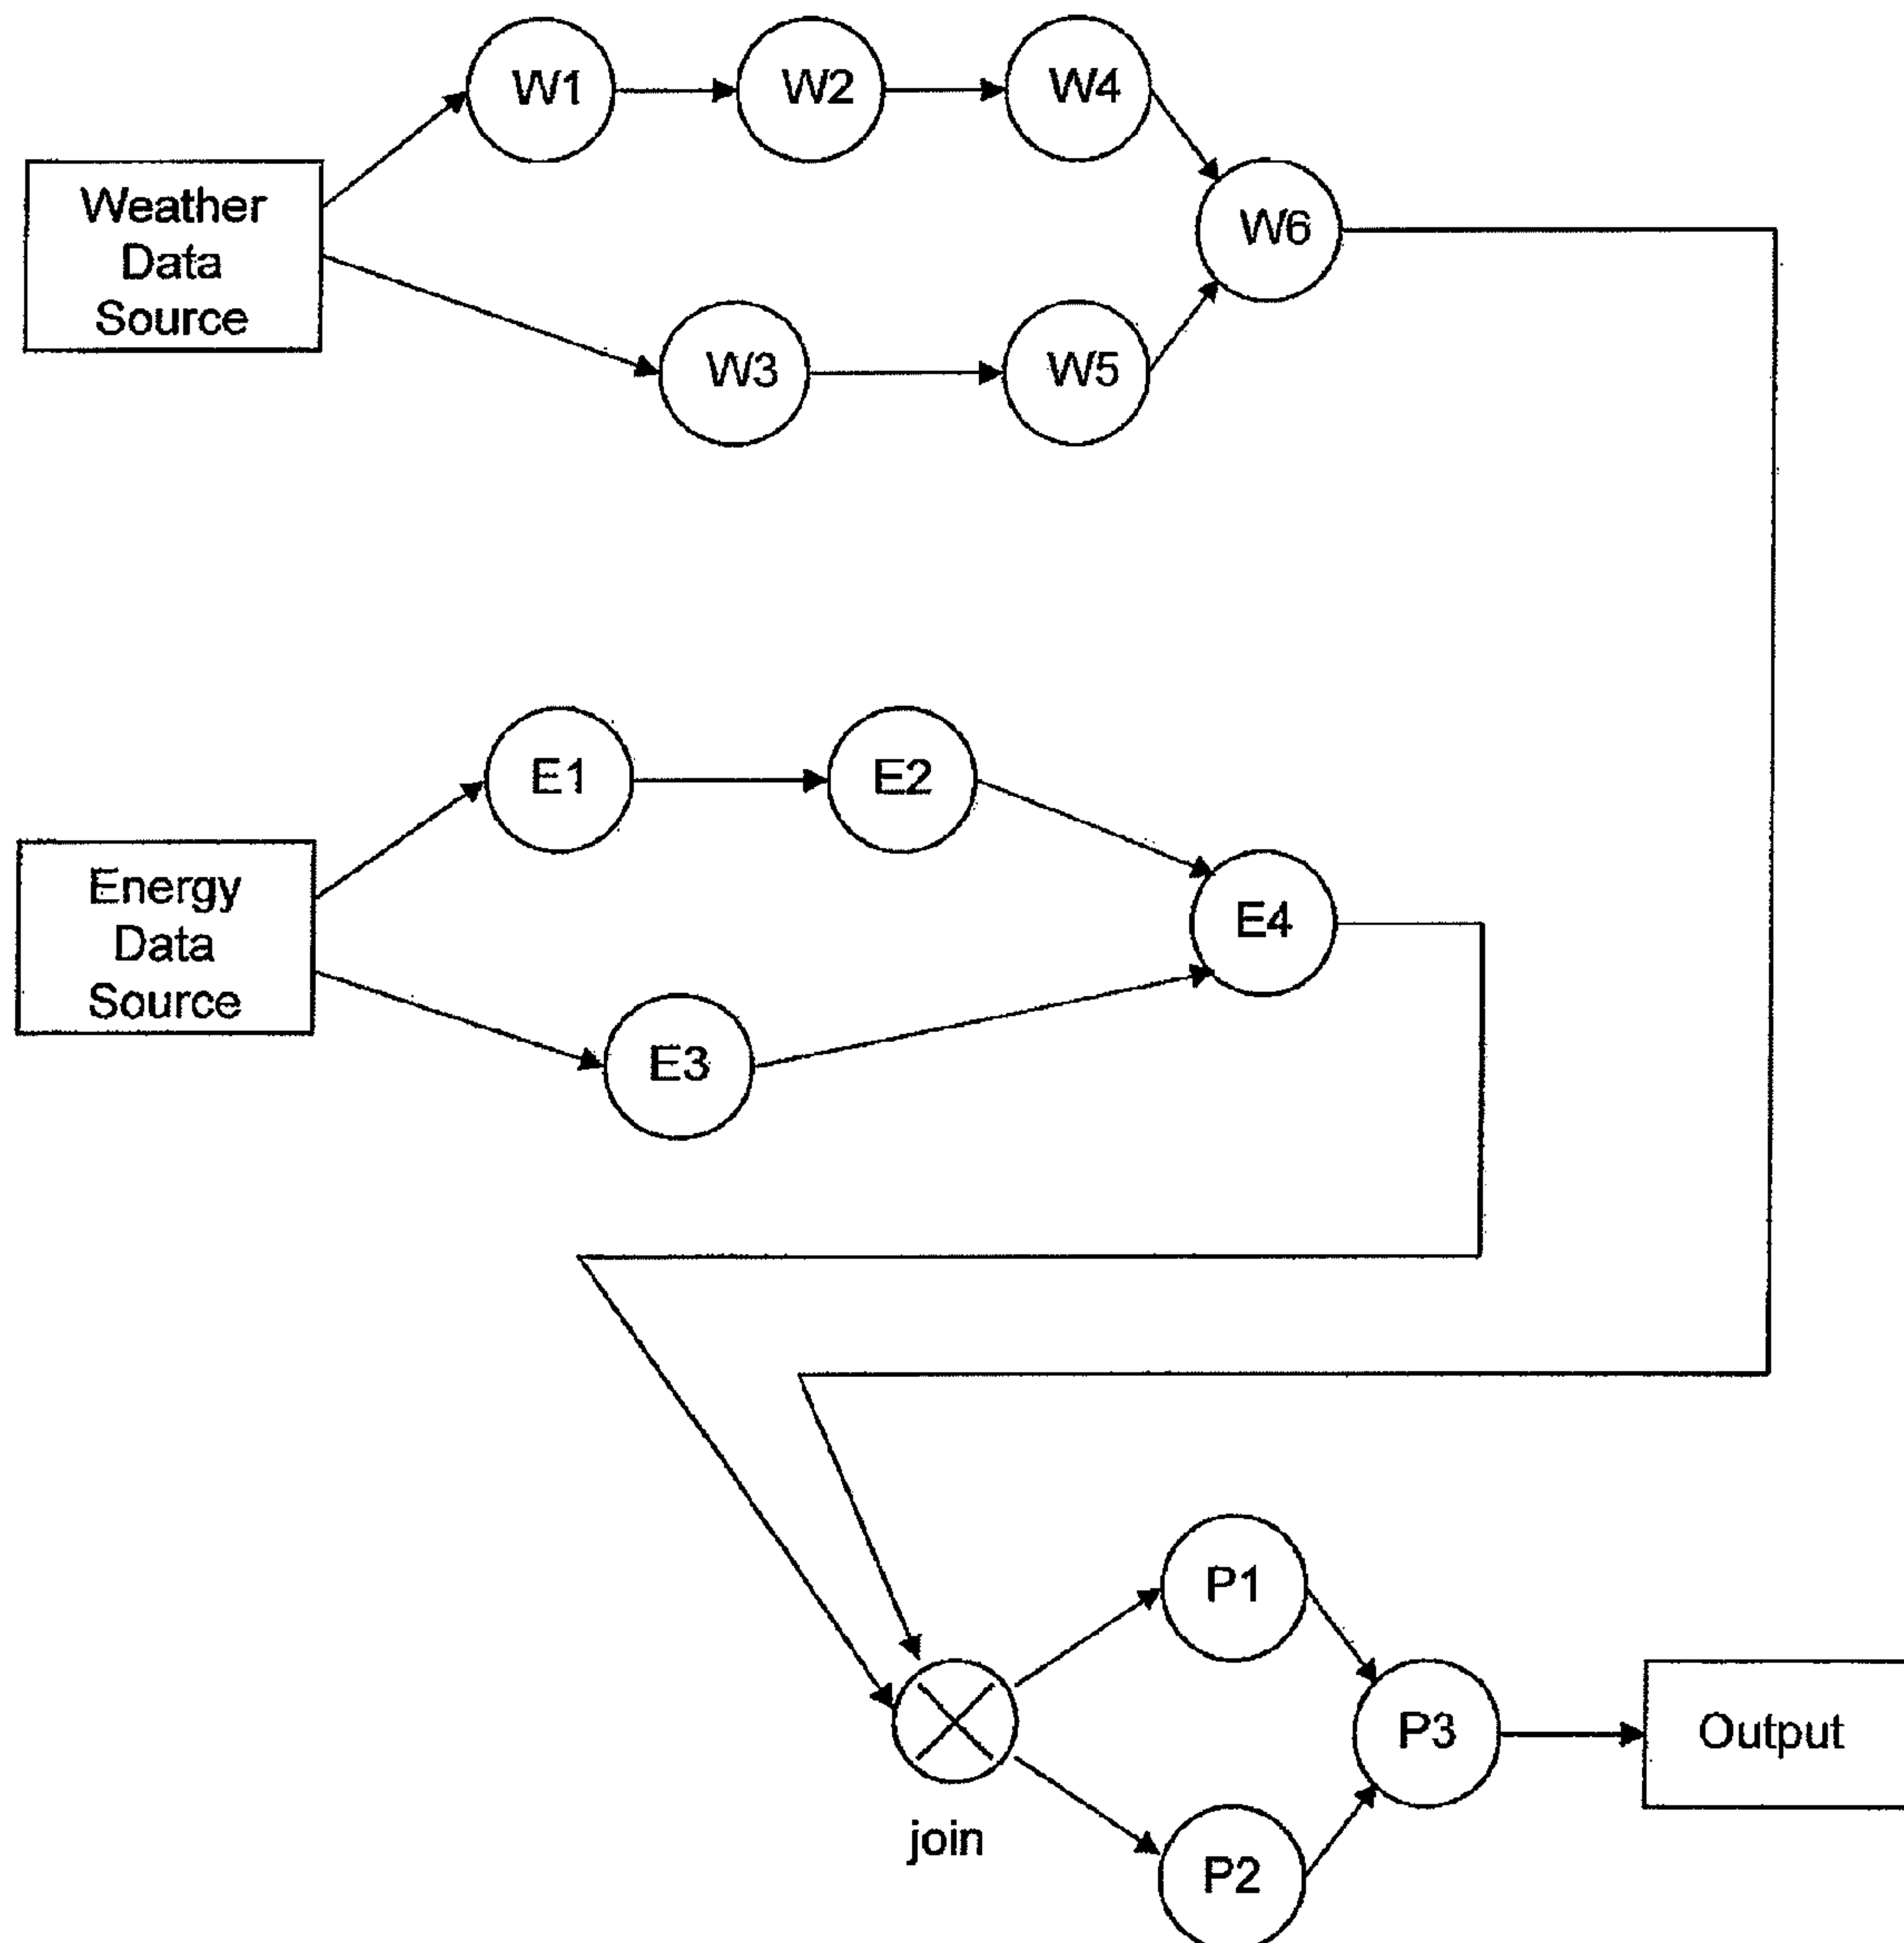 W1
W2
W4
Weather
Data
Source
W6
W3
W5
E1
E2
Energy
Data
Source
E4
E3
P1
P3
Output
join
P2